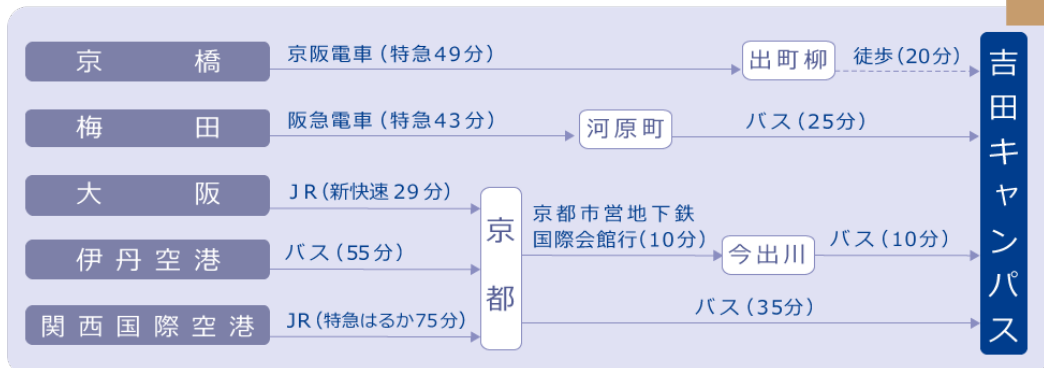 京橋
京阪電車(特急49分)
出町柳
徒歩(20分)
梅田
阪急電車(特急43分)
河原町
バス(25分)
大阪
JR(新快速29分)
伊丹空港
バス(55分)
関西国際空港
JR(特急はるか75分)
京都
京都市営地下鉄
国際会館行(10分)
今出川
バス(10分)
バス(35分)
吉田キャンパス